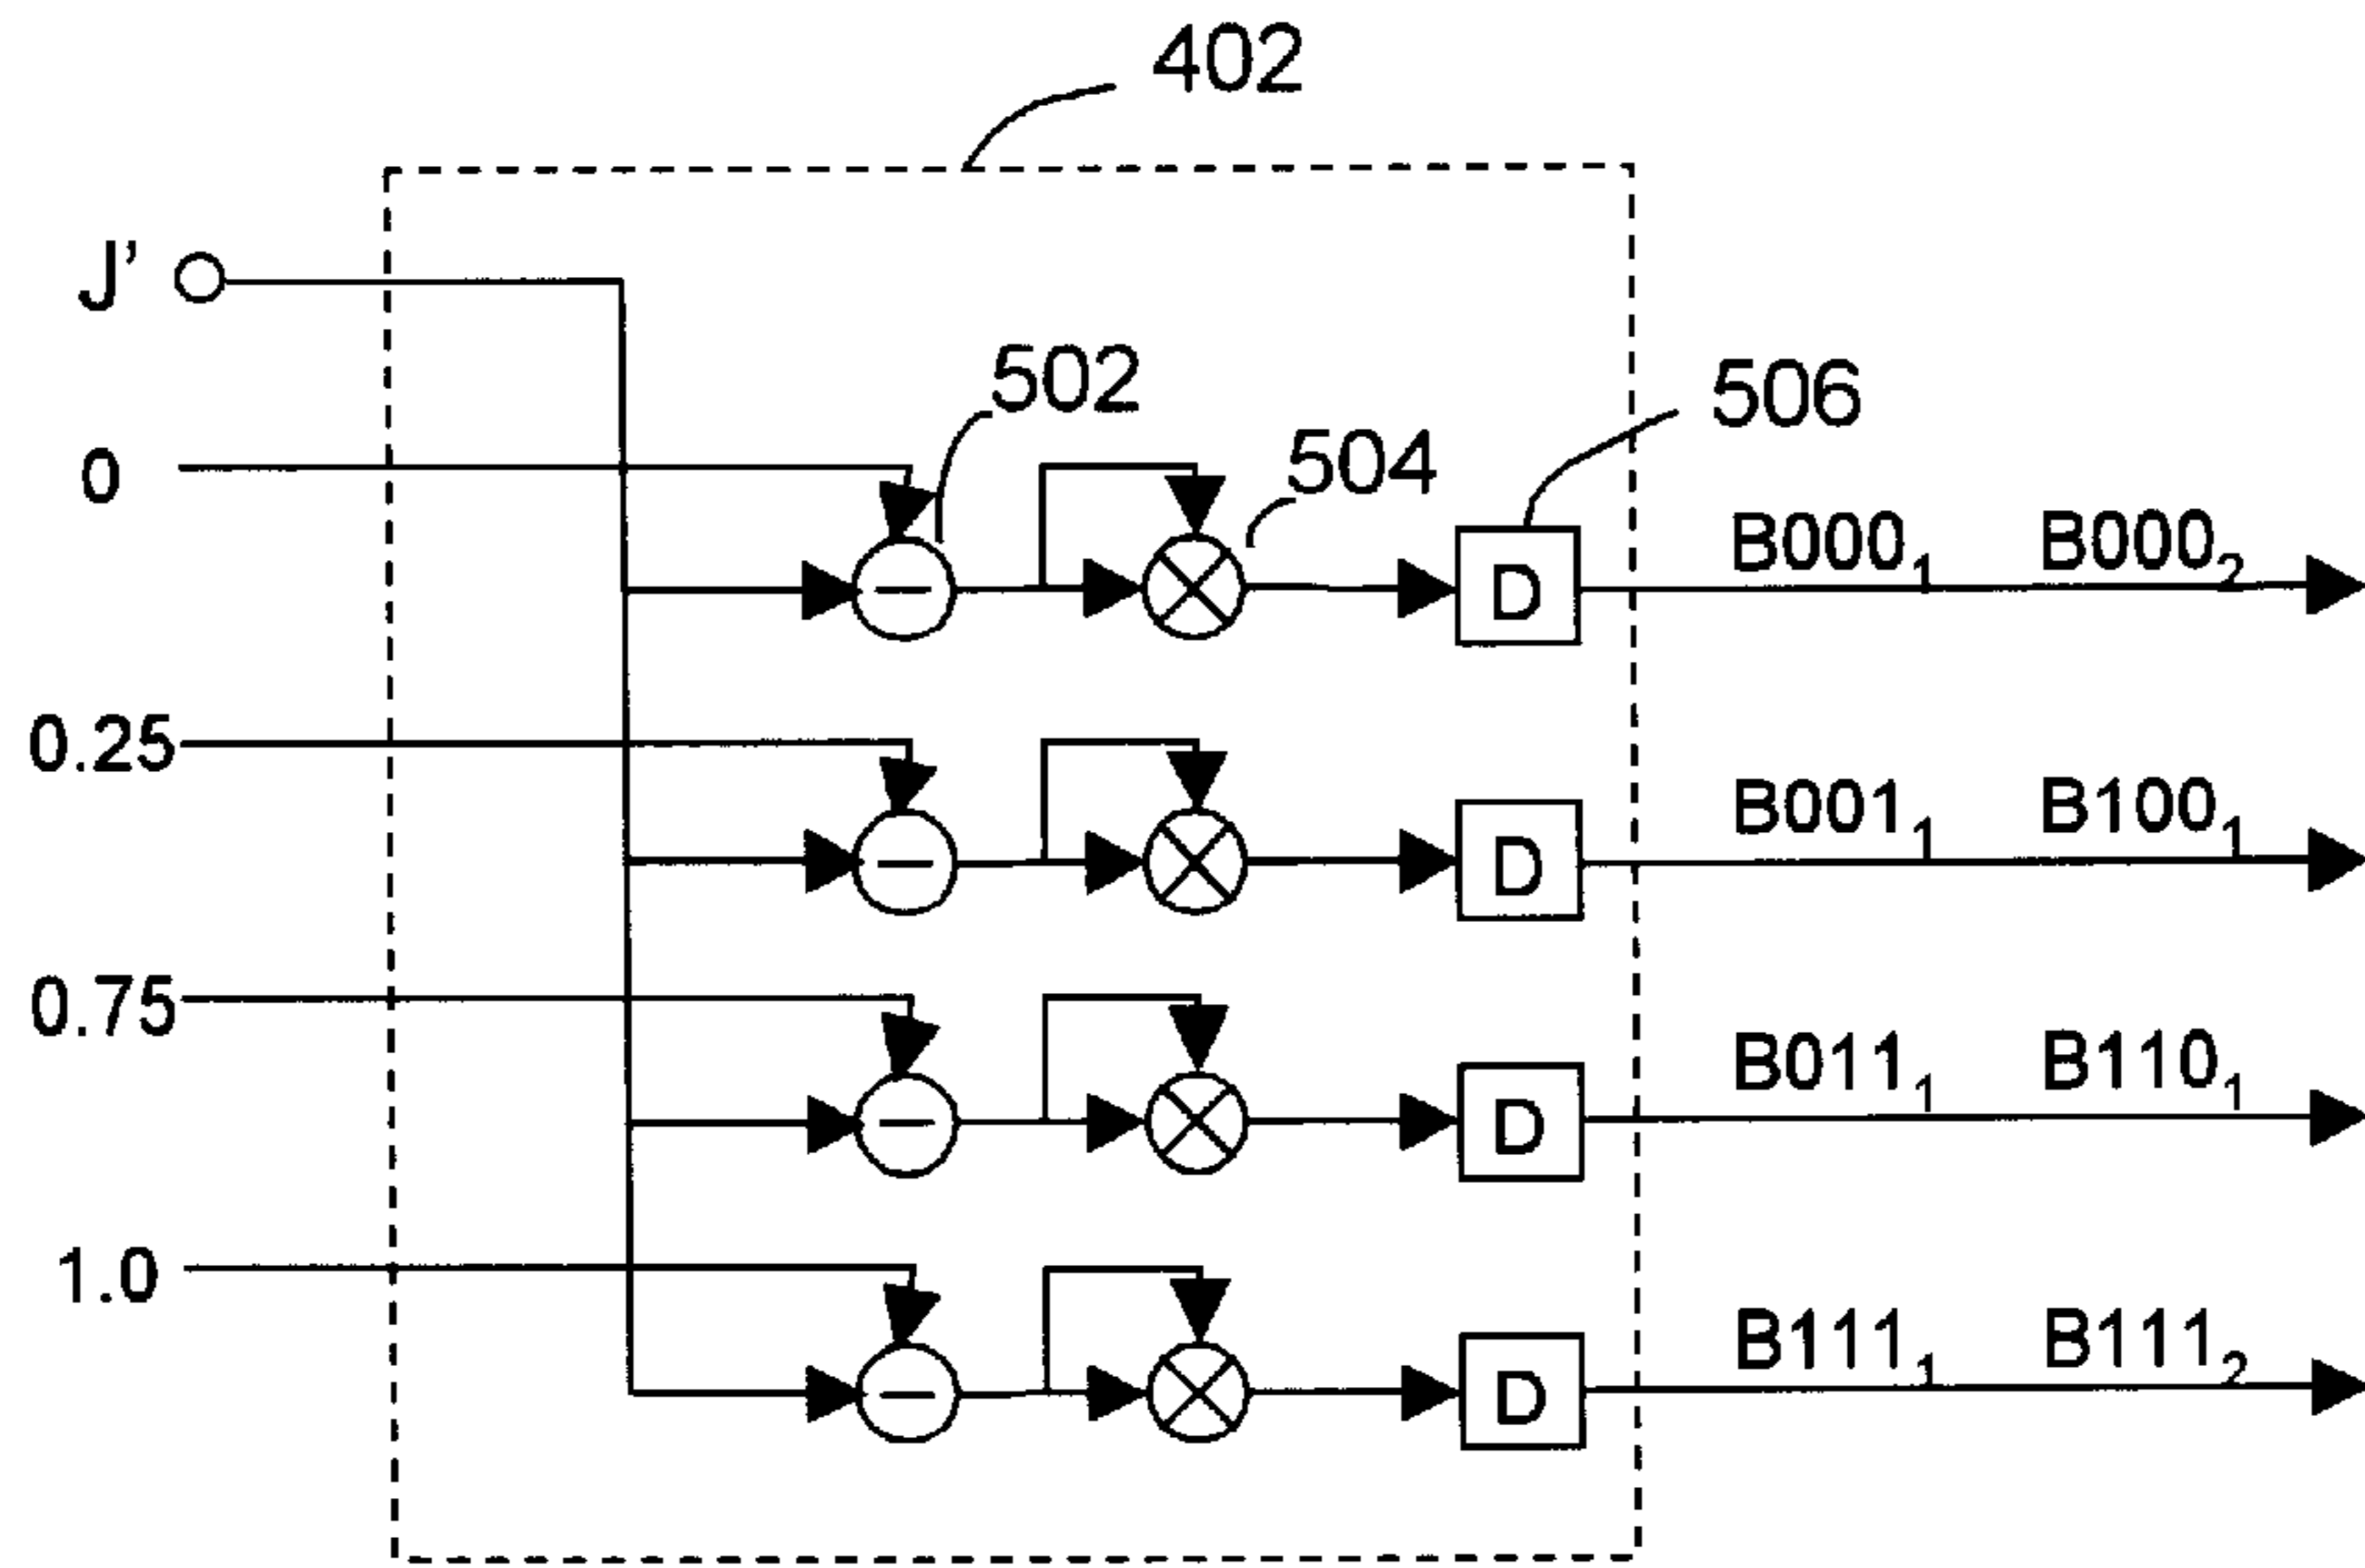 402
J'
502
506
0
504
B000₁ B000₂
D
0.25
B001₁ B100₁
D
0.75
B011₁ B110₁
D
1.0
B111₁ B111₂
D